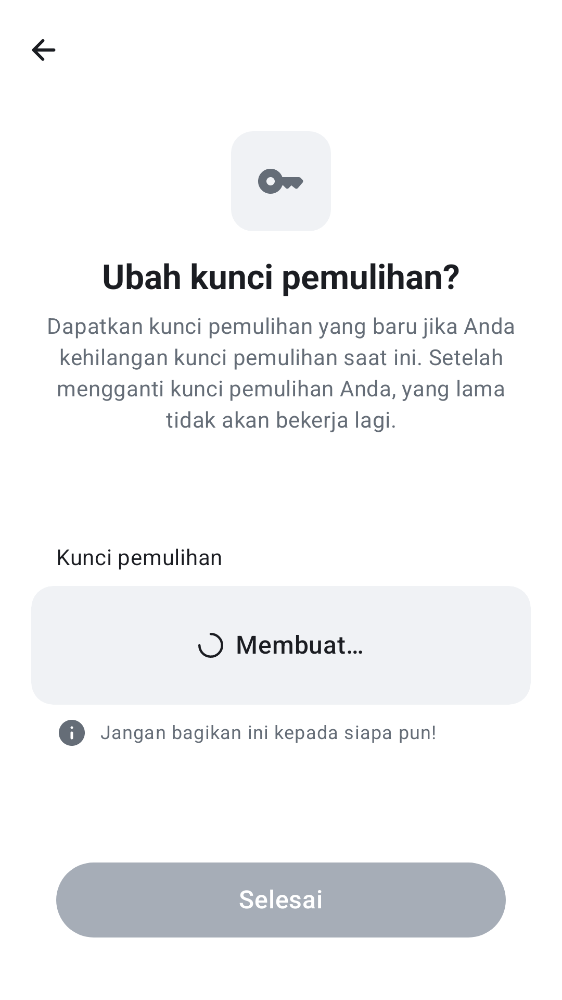 Ubah kunci pemulihan?
Dapatkan kunci pemulihan yang baru jika Anda
kehilangan kunci pemulihan saat ini. Setelah
mengganti kunci pemulihan Anda, yang lama
tidak akan bekerja lagi.
Kunci pemulihan
Membuat…
Jangan bagikan ini kepada siapa pun!
Selesai